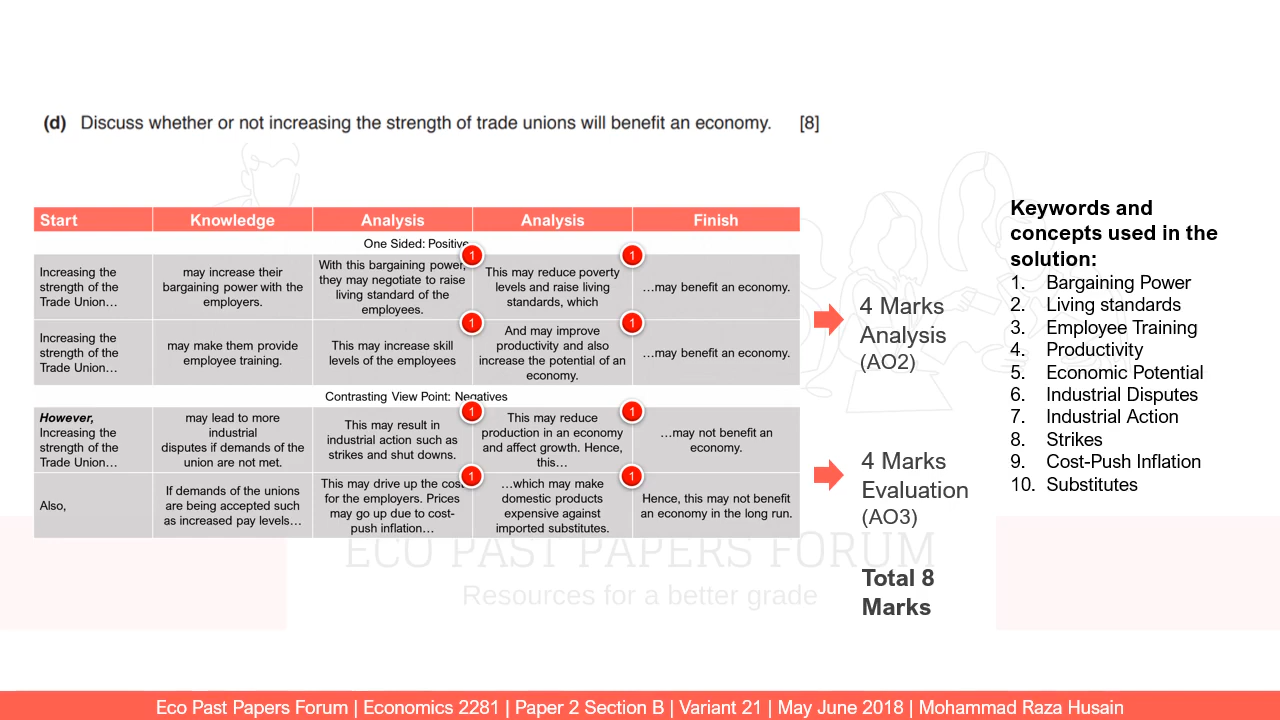 (d) Discuss whether or not increasing the strength of trade unions will benefit an economy. [8]
Start Knowledge Analysis Analysis Finish
One Sided: Positive
Increasing the
strength of the
Trade Union…
may increase their
bargaining power with the
employers.
With this bargaining power,
they may negotiate to raise
living standard of the
employees.
This may reduce poverty
levels and raise living
standards, which
…may benefit an economy.
1
1
Increasing the
strength of the
Trade Union…
may make them provide
employee training.
This may increase skill
levels of the employees
And may improve
productivity and also
increase the potential of an
economy.
…may benefit an economy.
1
1
Contrasting View Point: Negatives
However,
Increasing the
strength of the
Trade Union…
may lead to more
industrial
disputes if demands of the
union are not met.
This may result in
industrial action such as
strikes and shut downs.
This may reduce
production in an economy
and affect growth. Hence,
this…
…may not benefit an
economy.
1
1
Also,
If demands of the unions
are being accepted such
as increased pay levels…
This may drive up the cost
for the employers. Prices
may go up due to cost-
push inflation…
…which may make
domestic products
expensive against
imported substitutes.
Hence, this may not benefit
an economy in the long run.
1
1
4 Marks
Analysis
(AO2)
4 Marks
Evaluation
(AO3)
Total 8
Marks
Keywords and
concepts used in the
solution:
1. Bargaining Power
2. Living standards
3. Employee Training
4. Productivity
5. Economic Potential
6. Industrial Disputes
7. Industrial Action
8. Strikes
9. Cost-Push Inflation
10. Substitutes
ECO PAST PAPERS FORUM
Resources for a better grade
Eco Past Papers Forum | Economics 2281 | Paper 2 Section B | Variant 21 | May June 2018 | Mohammad Raza Husain